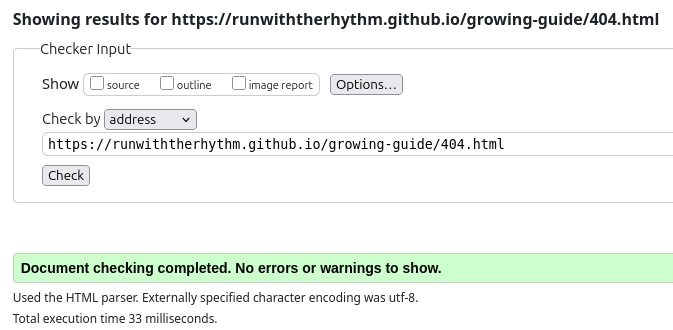 Showing results for https://runwiththerhythm.github.io/growing-guide/404.html
Checker Input
Show source outline image report Options...
Check by address
https://runwiththerhythm.github.io/growing-guide/404.html
Check
Document checking completed. No errors or warnings to show.
Used the HTML parser. Externally specified character encoding was utf-8.
Total execution time 33 milliseconds.